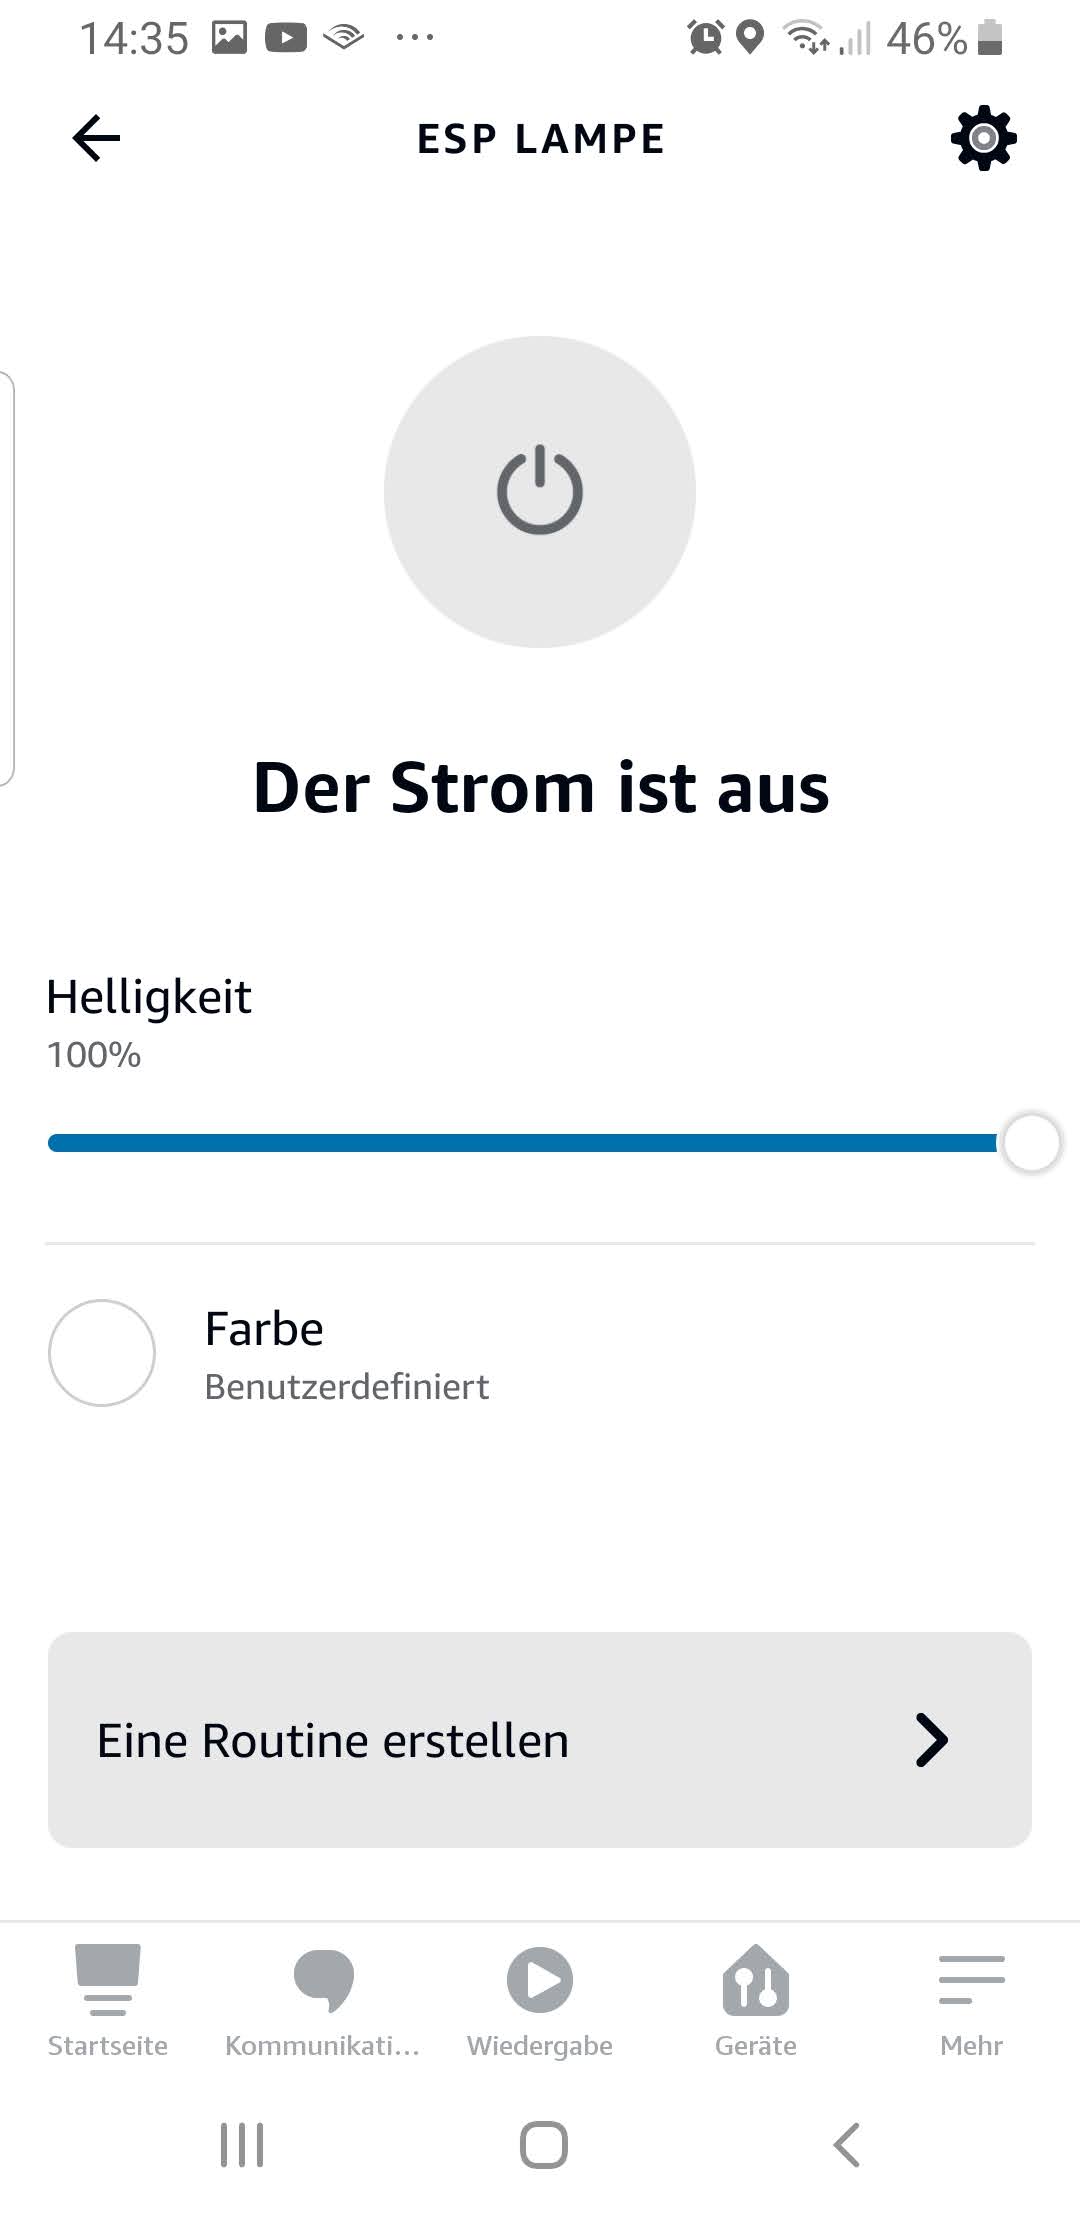 14:35
46%
ESP LAMPE
Der Strom ist aus
Helligkeit
100%
Farbe
Benutzerdefiniert
Eine Routine erstellen
Startseite
Kommunikati...
Wiedergabe
Geräte
Mehr